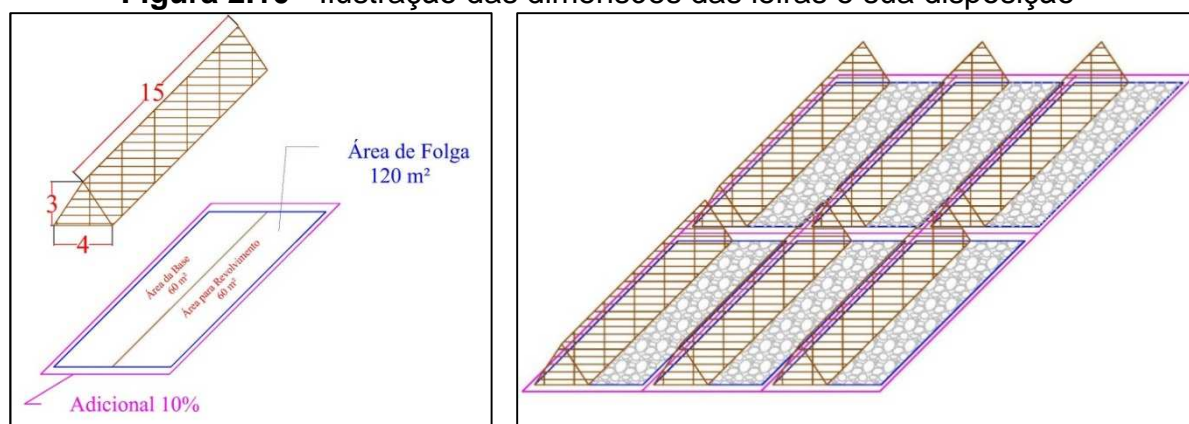 Figura 2.16 - Ilustração das dimensões das leiras e sua disposição
15
3
4
Área de Folga
120 m²
Área da Base
60 m²
Área para Revolvimento
60 m²
Adicional 10%